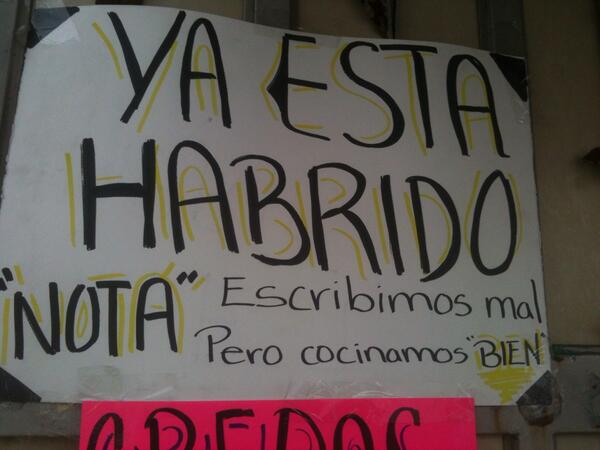 YA ESTA
HABRIDO
"NOTA" Escribimos mal
Pero cocinamos "BIEN"